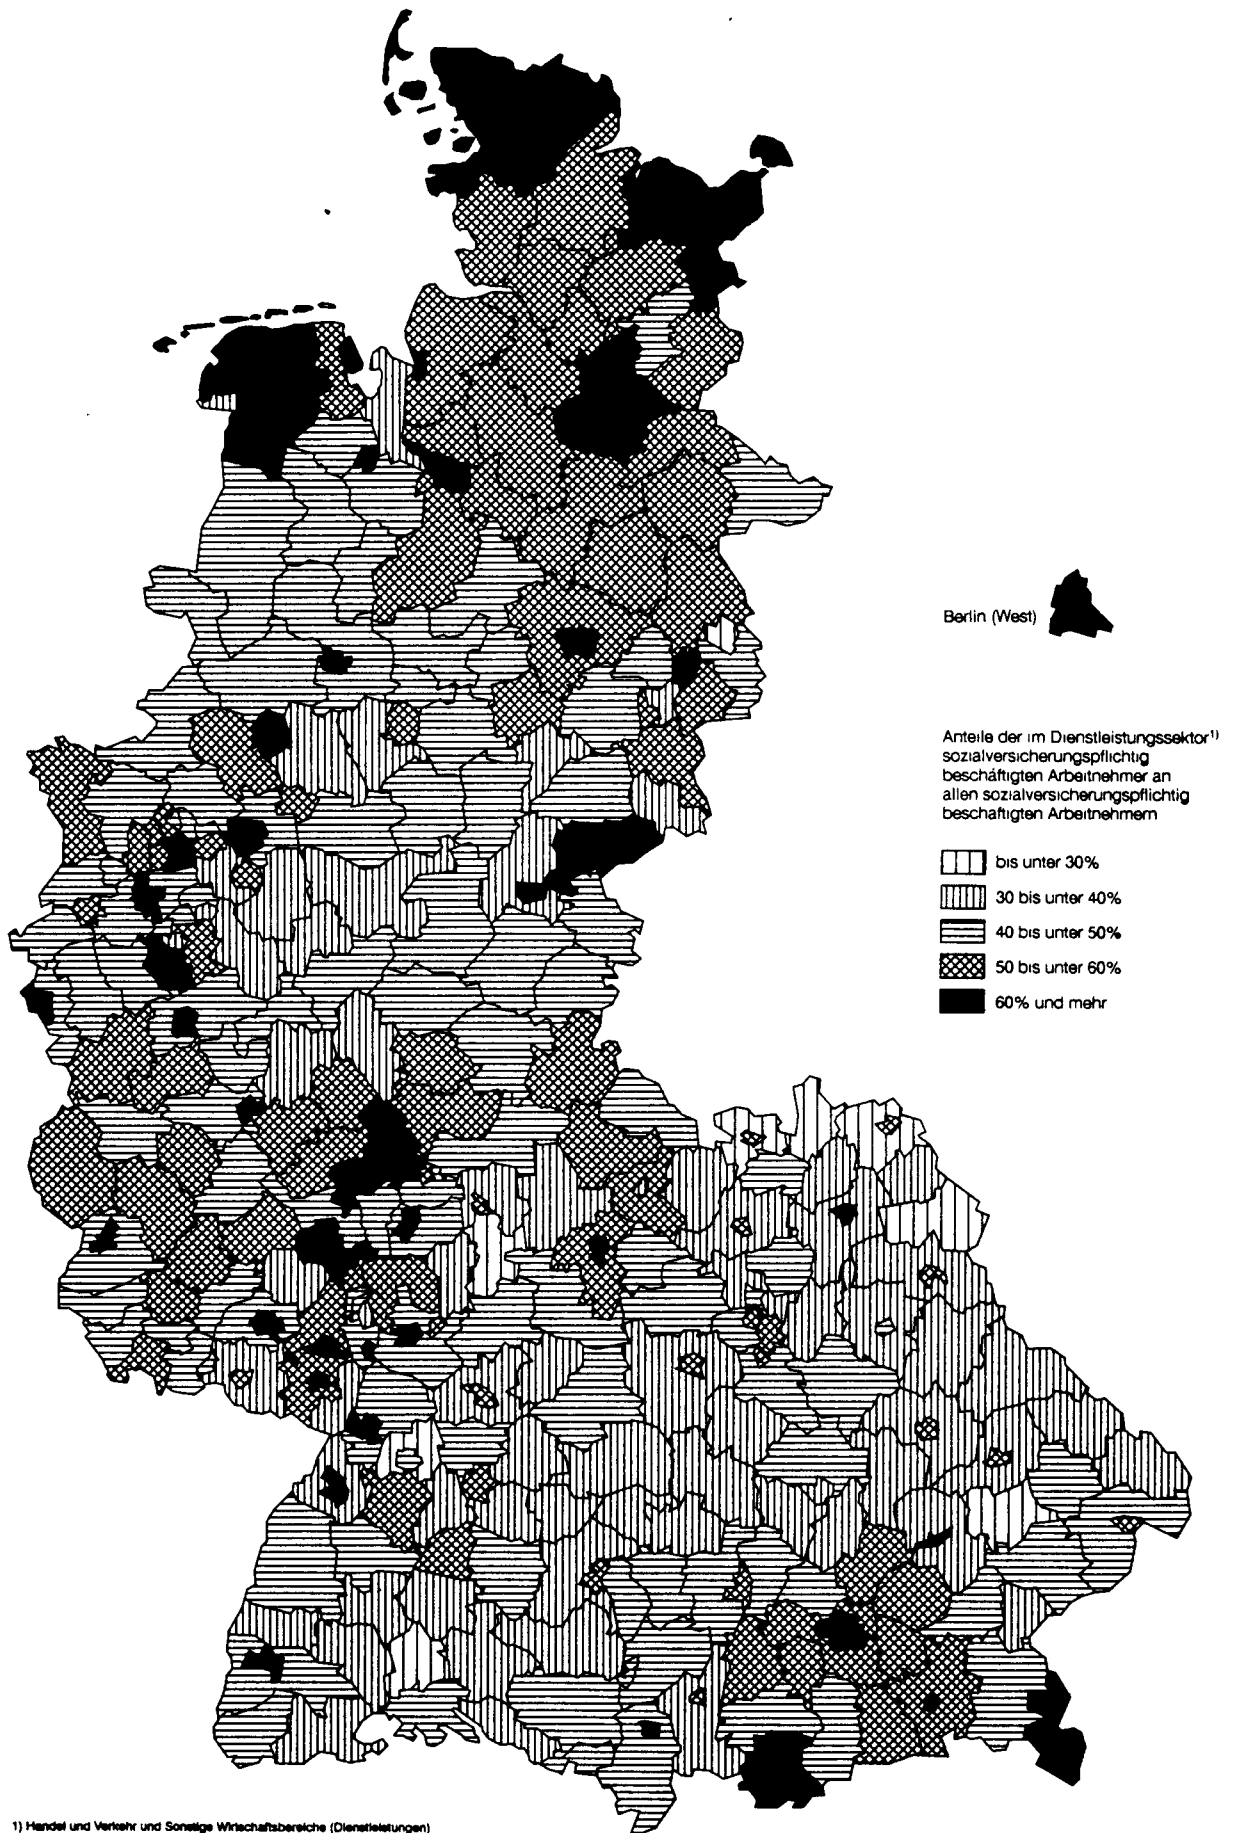 Berlin (West)
Anteile der im Dienstleistungssektor¹⁾
sozialversicherungspflichtig
beschäftigten Arbeitnehmer an
allen sozialversicherungspflichtig
beschäftigten Arbeitnehmern
bis unter 30%
30 bis unter 40%
40 bis unter 50%
50 bis unter 60%
60% und mehr
1) Handel und Verkehr und Sonstige Wirtschaftsbereiche (Dienstleistungen)